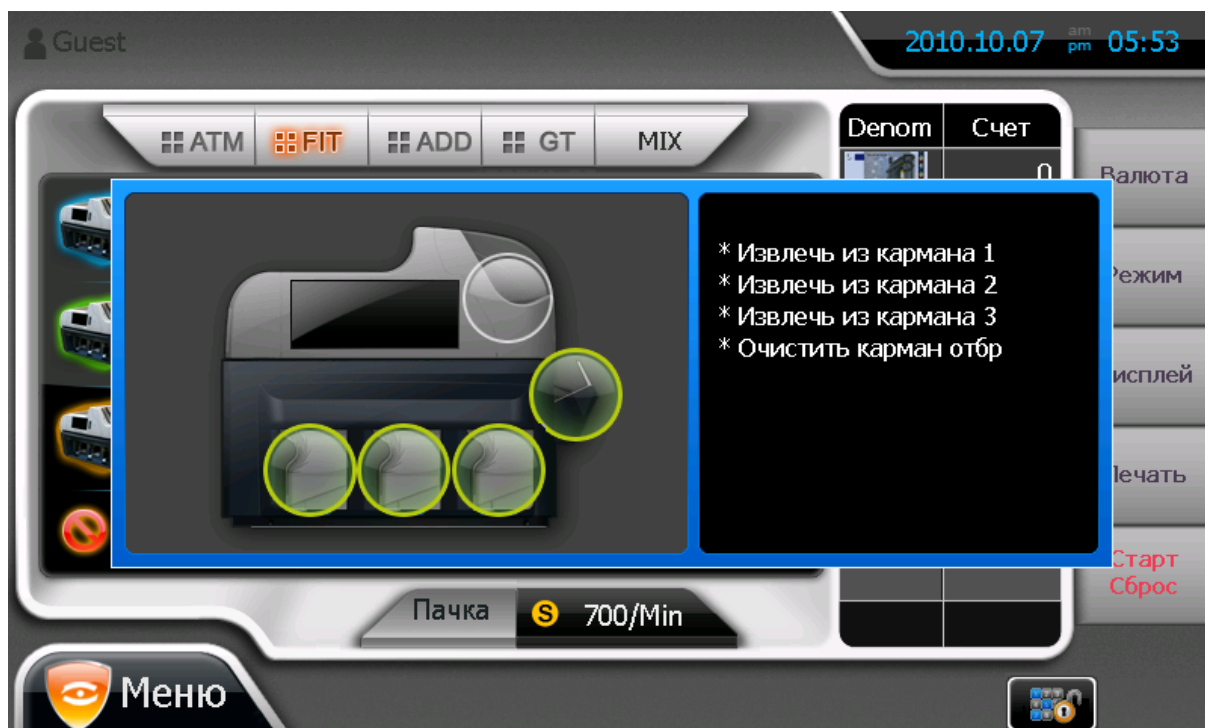 Guest
2010.10.07 am pm 05:53
ATM FIT ADD GT MIX
Denom Счет
0
Валюта
* Извлечь из кармана 1
* Извлечь из кармана 2
* Извлечь из кармана 3
* Очистить карман отбр
Режим
исплей
ечать
Старт
Сброс
Пачка S 700/Min
Меню